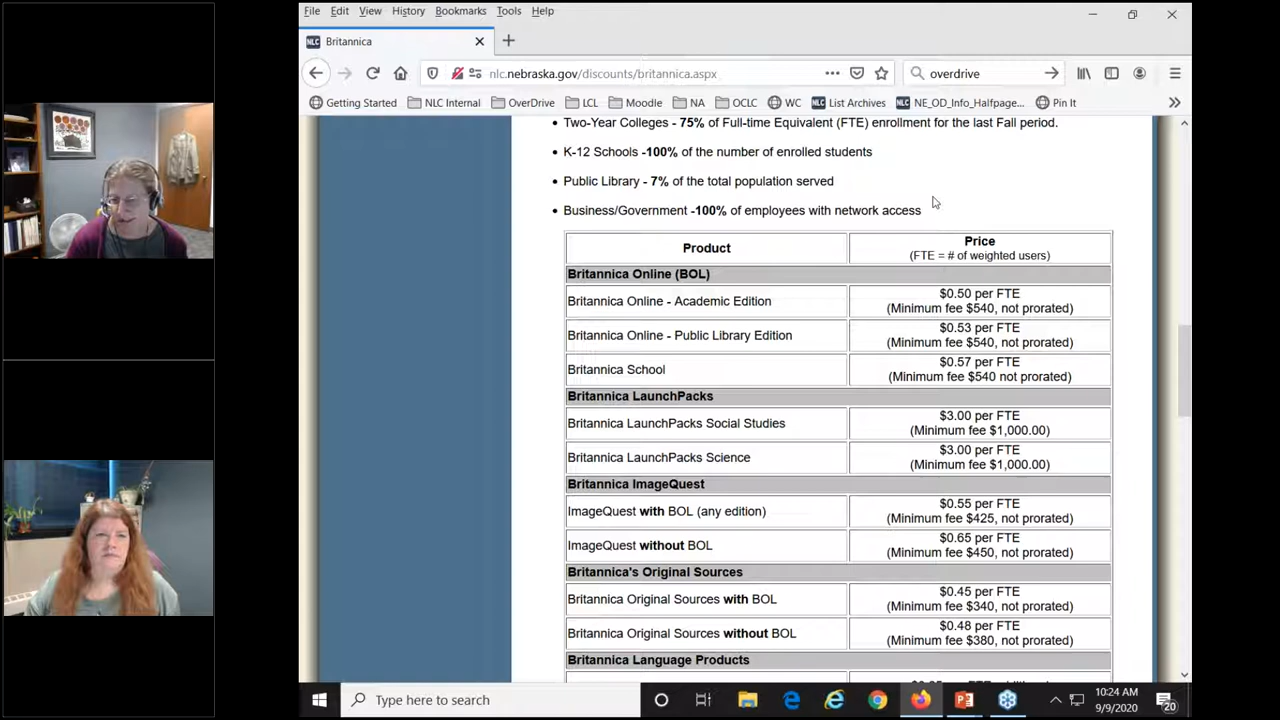 File Edit View History Bookmarks Tools Help
NLC Britannica
nlc.nebraska.gov/discounts/britannica.aspx
overdrive
Getting Started NLC Internal OverDrive LCL Moodle NA OCLC WC NLC List Archives NLC NE_OD_Info_Halfpage... Pin It
• Two-Year Colleges - 75% of Full-time Equivalent (FTE) enrollment for the last Fall period.
• K-12 Schools -100% of the number of enrolled students
• Public Library - 7% of the total population served
• Business/Government -100% of employees with network access
Product
Price
(FTE = # of weighted users)
Britannica Online (BOL)
Britannica Online - Academic Edition
$0.50 per FTE
(Minimum fee $540, not prorated)
Britannica Online - Public Library Edition
$0.53 per FTE
(Minimum fee $540, not prorated)
Britannica School
$0.57 per FTE
(Minimum fee $540 not prorated)
Britannica LaunchPacks
Britannica LaunchPacks Social Studies
$3.00 per FTE
(Minimum fee $1,000.00)
Britannica LaunchPacks Science
$3.00 per FTE
(Minimum fee $1,000.00)
Britannica ImageQuest
ImageQuest with BOL (any edition)
$0.55 per FTE
(Minimum fee $425, not prorated)
ImageQuest without BOL
$0.65 per FTE
(Minimum fee $450, not prorated)
Britannica's Original Sources
Britannica Original Sources with BOL
$0.45 per FTE
(Minimum fee $340, not prorated)
Britannica Original Sources without BOL
$0.48 per FTE
(Minimum fee $380, not prorated)
Britannica Language Products
Type here to search
10:24 AM
9/9/2020
20